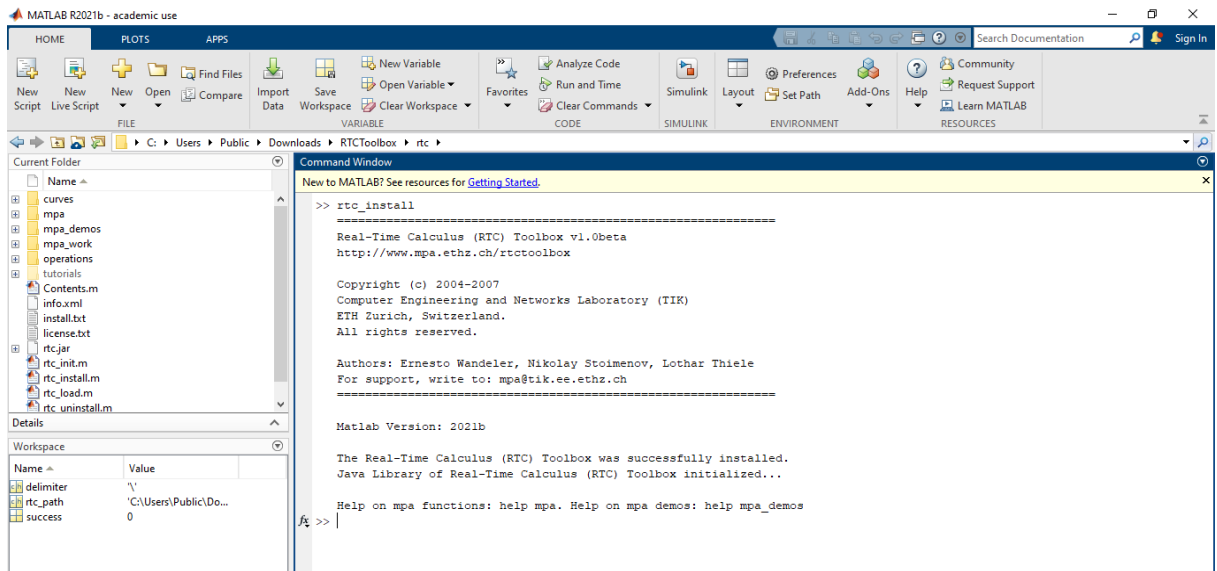 MATLAB R2021b - academic use
HOME PLOTS APPS Search Documentation Sign In
New Script New Live Script New Open Find Files Compare Import Data Save Workspace New Variable Open Variable Clear Workspace Favorites Analyze Code Run and Time Clear Commands Simulink Layout Preferences Set Path Add-Ons Help Community Request Support Learn MATLAB
FILE VARIABLE CODE SIMULINK ENVIRONMENT RESOURCES
C: Users Public Downloads RTCToolbox rtc
Current Folder
Name
curves
mpa
mpa_demos
mpa_work
operations
tutorials
Contents.m
info.xml
install.txt
license.txt
rtc.jar
rtc_init.m
rtc_install.m
rtc_load.m
rtc_uninstall.m
Details
Workspace
Name Value
delimiter '\'
rtc_path 'C:\Users\Public\Do...
success 0
Command Window
New to MATLAB? See resources for Getting Started.
>> rtc_install
==============================================================
Real-Time Calculus (RTC) Toolbox v1.0beta
http://www.mpa.ethz.ch/rtctoolbox
Copyright (c) 2004-2007
Computer Engineering and Networks Laboratory (TIK)
ETH Zurich, Switzerland.
All rights reserved.
Authors: Ernesto Wandeler, Nikolay Stoimenov, Lothar Thiele
For support, write to: mpa@tik.ee.ethz.ch
==============================================================
Matlab Version: 2021b
The Real-Time Calculus (RTC) Toolbox was successfully installed.
Java Library of Real-Time Calculus (RTC) Toolbox initialized...
Help on mpa functions: help mpa. Help on mpa demos: help mpa_demos
fx >>